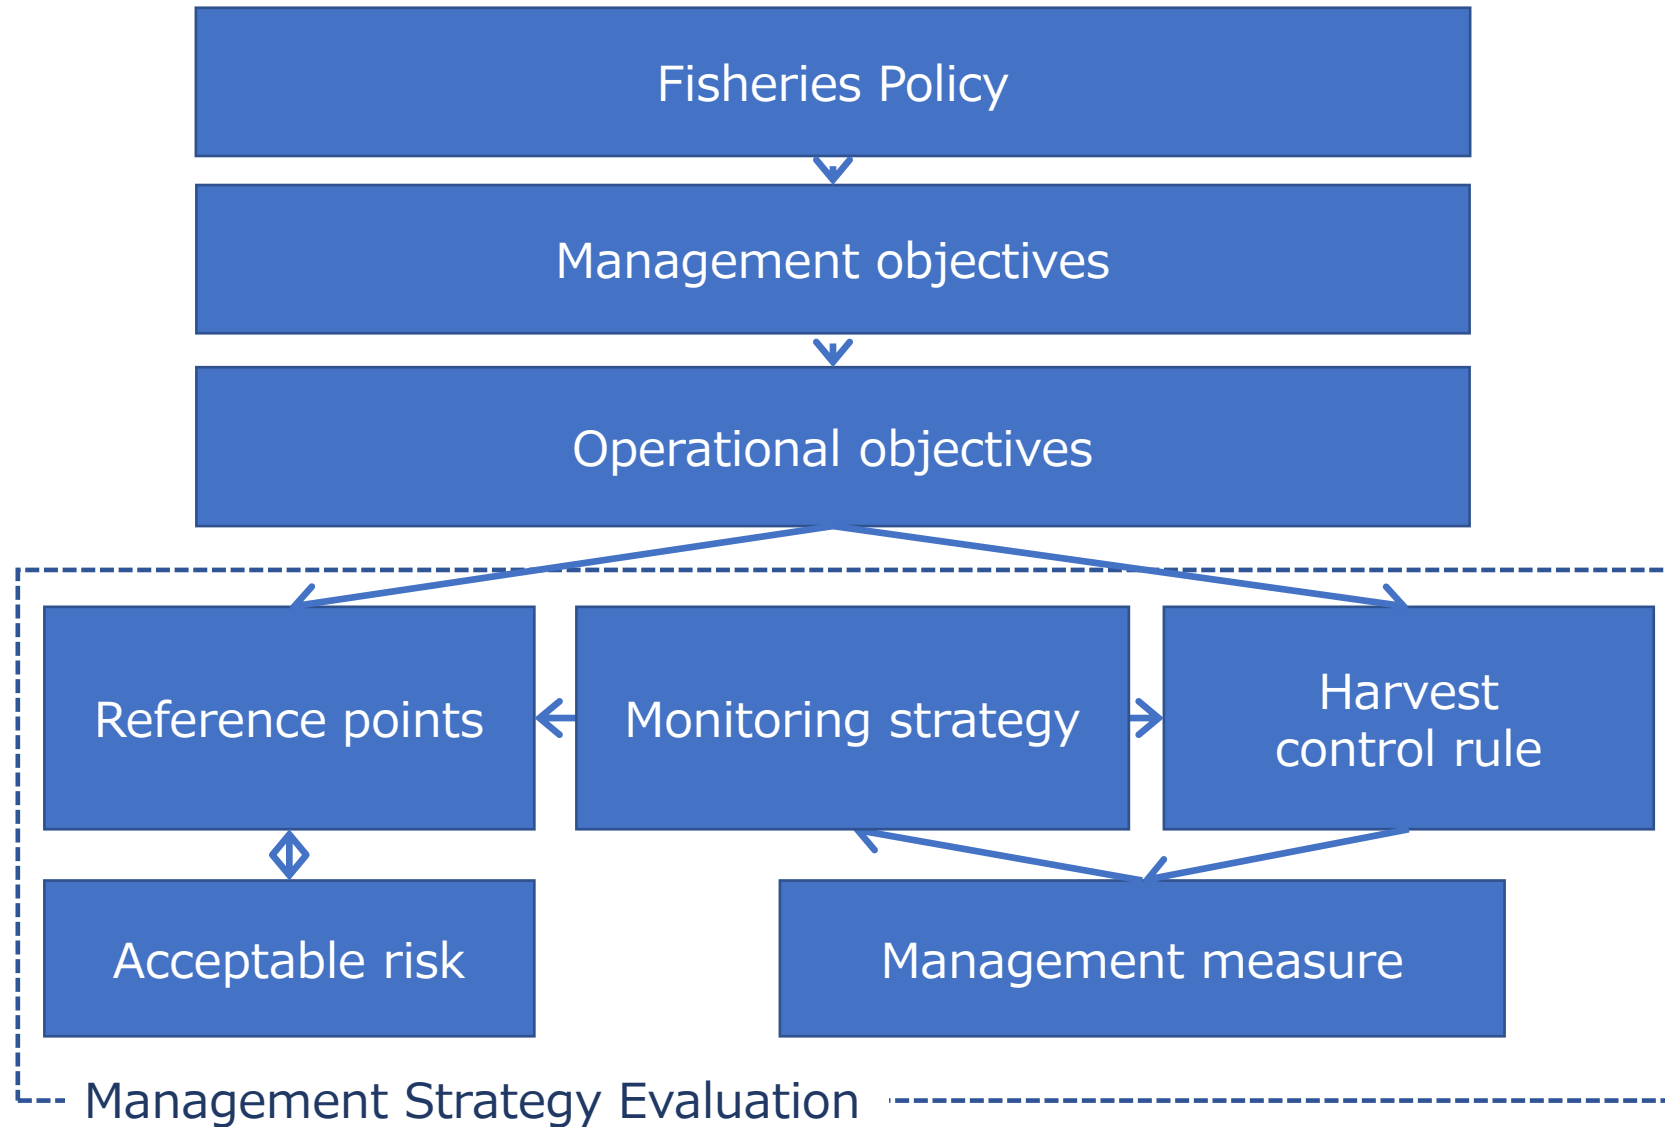 Fisheries Policy
Management objectives
Operational objectives
Reference points
Monitoring strategy
Harvest
control rule
Acceptable risk
Management measure
Management Strategy Evaluation